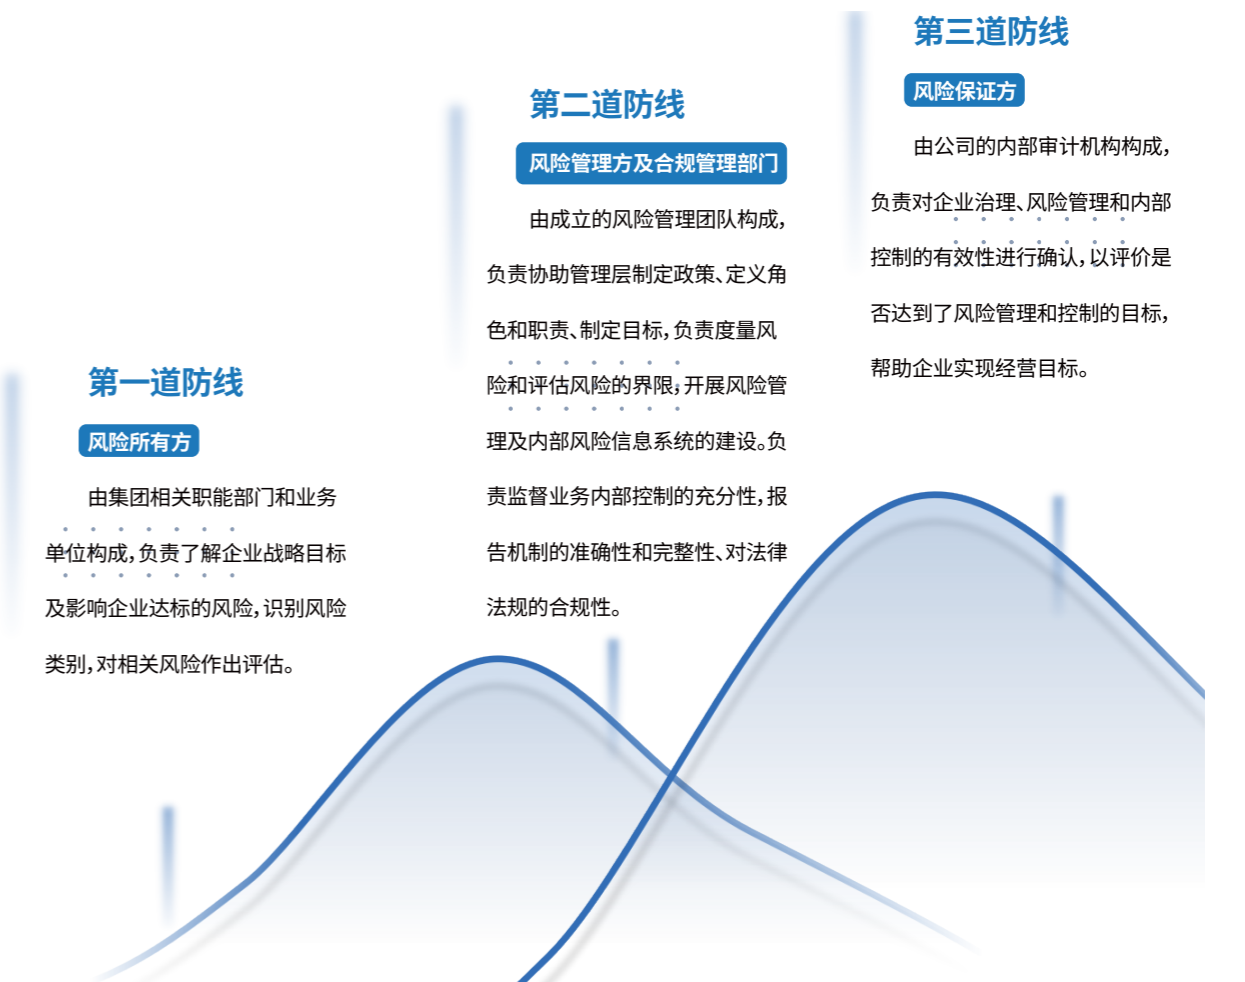 第一道防线
风险所有方
由集团相关职能部门和业务
单位构成，负责了解企业战略目标
及影响企业达标的风险，识别风险
类别，对相关风险作出评估。
第二道防线
风险管理方及合规管理部门
由成立的风险管理团队构成，
负责协助管理层制定政策、定义角
色和职责、制定目标，负责度量风
险和评估风险的界限，开展风险管
理及内部风险信息系统的建设。负
责监督业务内部控制的充分性，报
告机制的准确性和完整性、对法律
法规的合规性。
第三道防线
风险保证方
由公司的内部审计机构构成，
负责对企业治理、风险管理和内部
控制的有效性进行确认，以评价是
否达到了风险管理和控制的目标，
帮助企业实现经营目标。